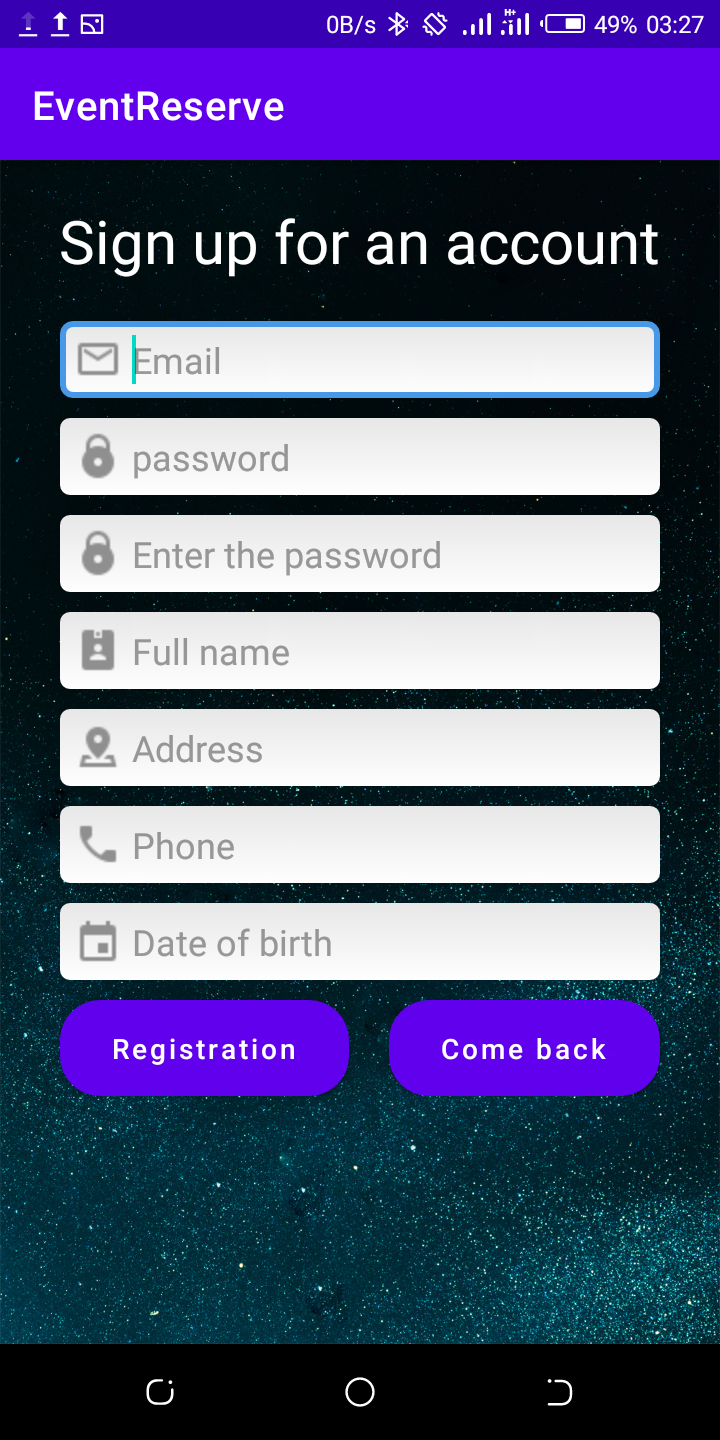 0B/s H+ 49% 03:27
EventReserve
Sign up for an account
Email
password
Enter the password
Full name
Address
Phone
Date of birth
Registration Come back